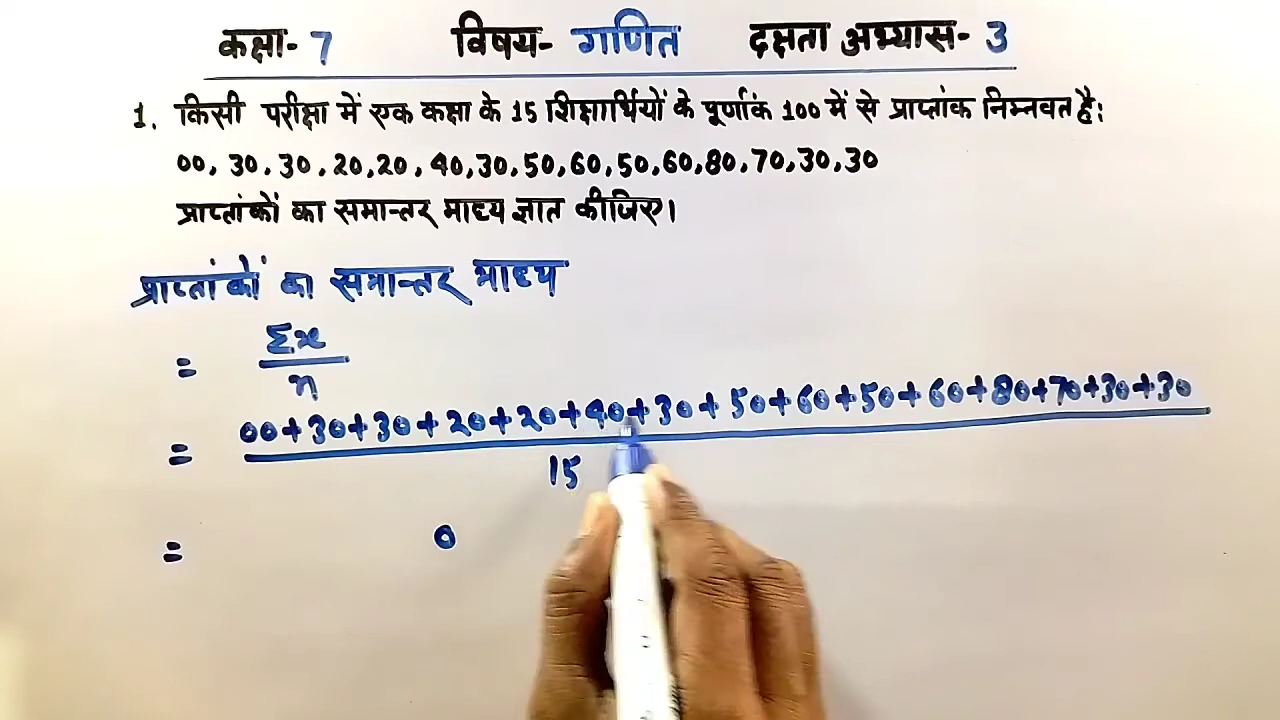 कक्षा- 7 विषय- गणित दक्षता अभ्यास- 3
1. किसी परीक्षा में एक कक्षा के 15 शिक्षार्थियों के पूर्णांक 100 में से प्राप्तांक निम्नवत है:
00, 30, 30, 20, 20, 40, 30, 50, 60, 50, 60, 80, 70, 30, 30
प्राप्तांकों का समान्तर माध्य ज्ञात कीजिए।
प्राप्तांकों का समान्तर माध्य
= Σx
n
= 00+30+30+20+20+40+30+50+60+50+60+80+70+30+30
15
= 0